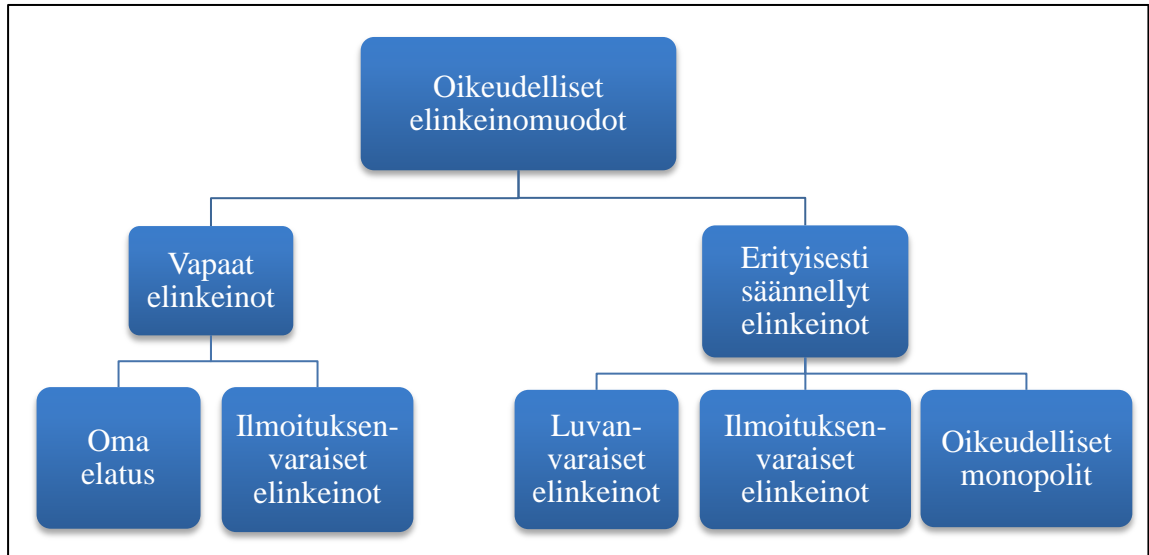 Oikeudelliset
elinkeinomuodot
Vapaat
elinkeinot
Erityisesti
säännellyt
elinkeinot
Oma
elatus
Ilmoituksen-
varaiset
elinkeinot
Luvan-
varaiset
elinkeinot
Ilmoituksen-
varaiset
elinkeinot
Oikeudelliset
monopolit